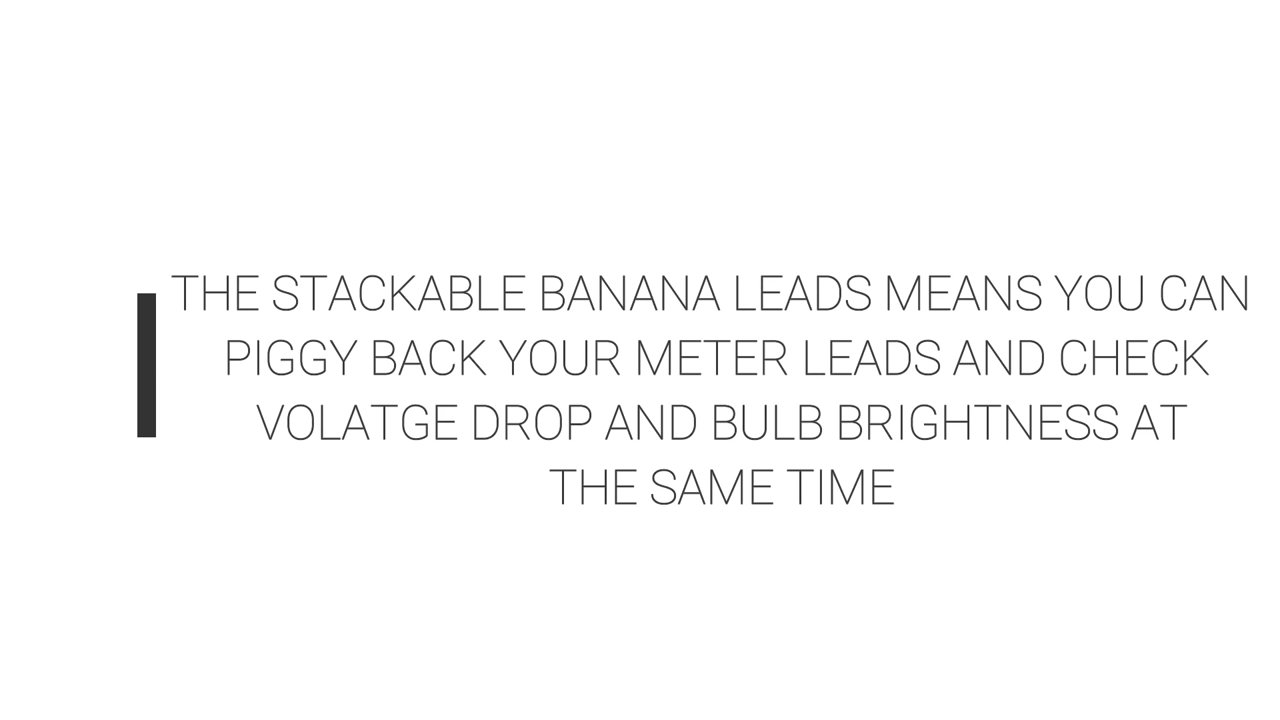 THE STACKABLE BANANA LEADS MEANS YOU CAN
PIGGY BACK YOUR METER LEADS AND CHECK
VOLATGE DROP AND BULB BRIGHTNESS AT
THE SAME TIME